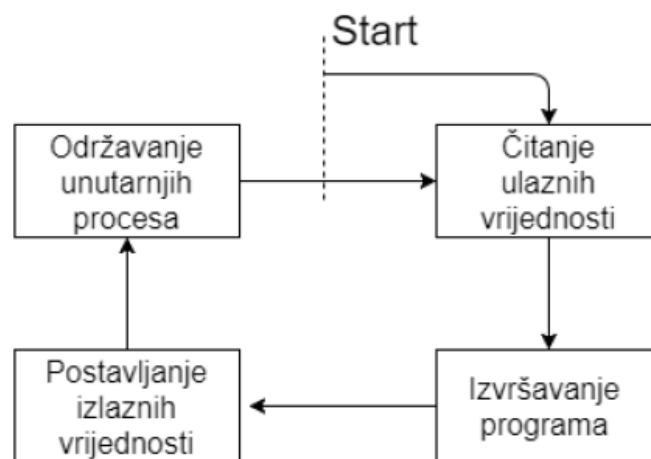 Start
Održavanje
unutarnjih
procesa
Čitanje
ulaznih
vrijednosti
Postavljanje
izlaznih
vrijednosti
Izvršavanje
programa